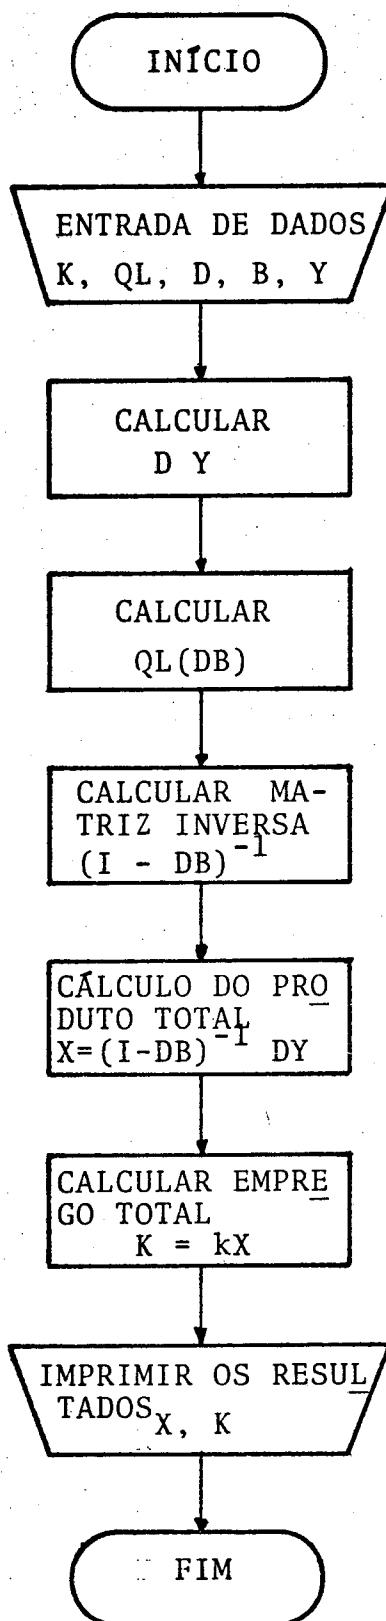 INÍCIO
ENTRADA DE DADOS
K, QL, D, B, Y
CALCULAR
D Y
CALCULAR
QL(DB)
CALCULAR MA-
TRIZ INVERSA
(I - DB)⁻¹
CÁLCULO DO PRO
DUTO TOTAL
X=(I-DB)⁻¹ DY
CALCULAR EMPRE
GO TOTAL
K = kX
IMPRIMIR OS RESUL
TADOS X, K
FIM